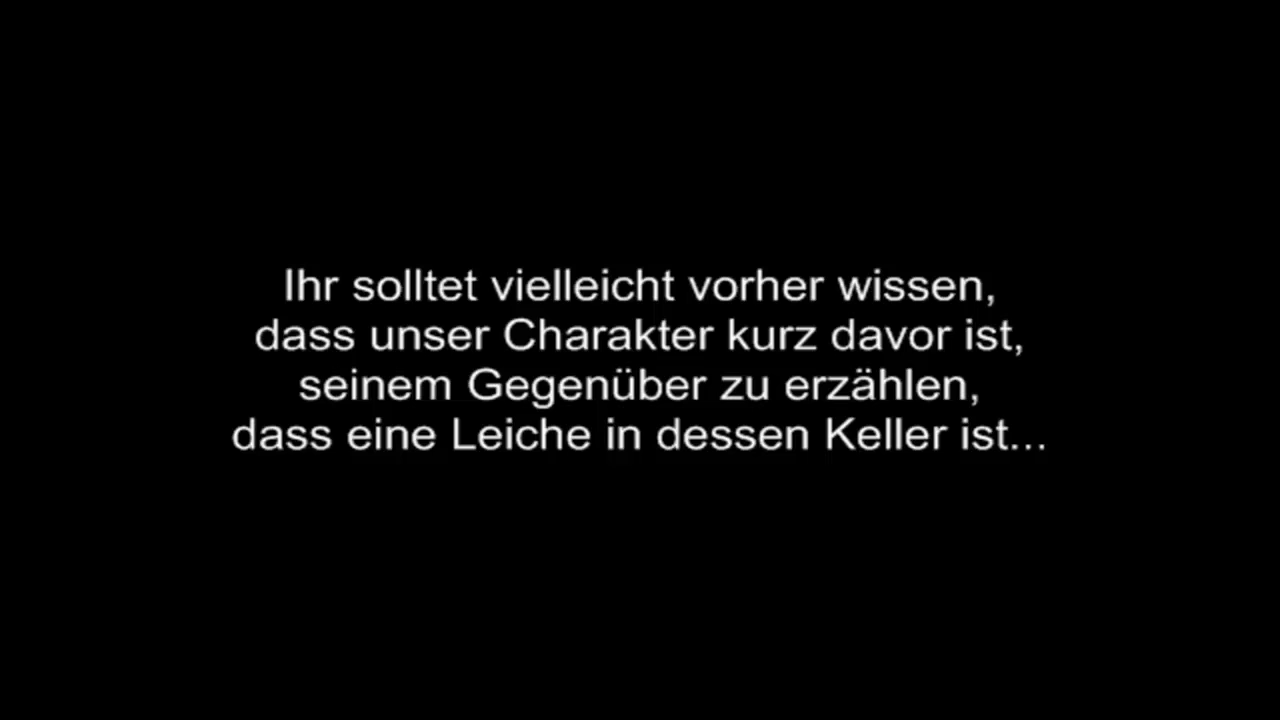 Ihr solltet vielleicht vorher wissen,
dass unser Charakter kurz davor ist,
seinem Gegenüber zu erzählen,
dass eine Leiche in dessen Keller ist...